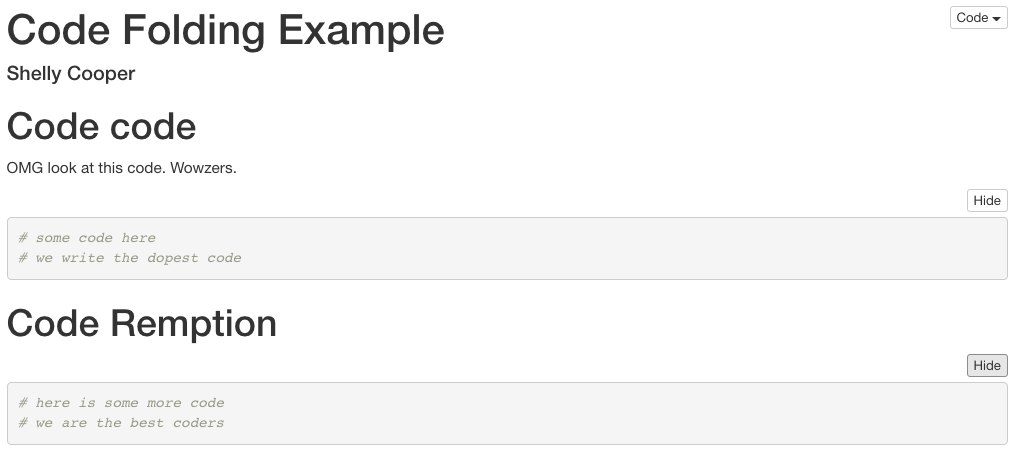 Code Folding Example
Code
Shelly Cooper
Code code
OMG look at this code. Wowzers.
Hide
# some code here
# we write the dopest code
Code Remption
Hide
# here is some more code
# we are the best coders